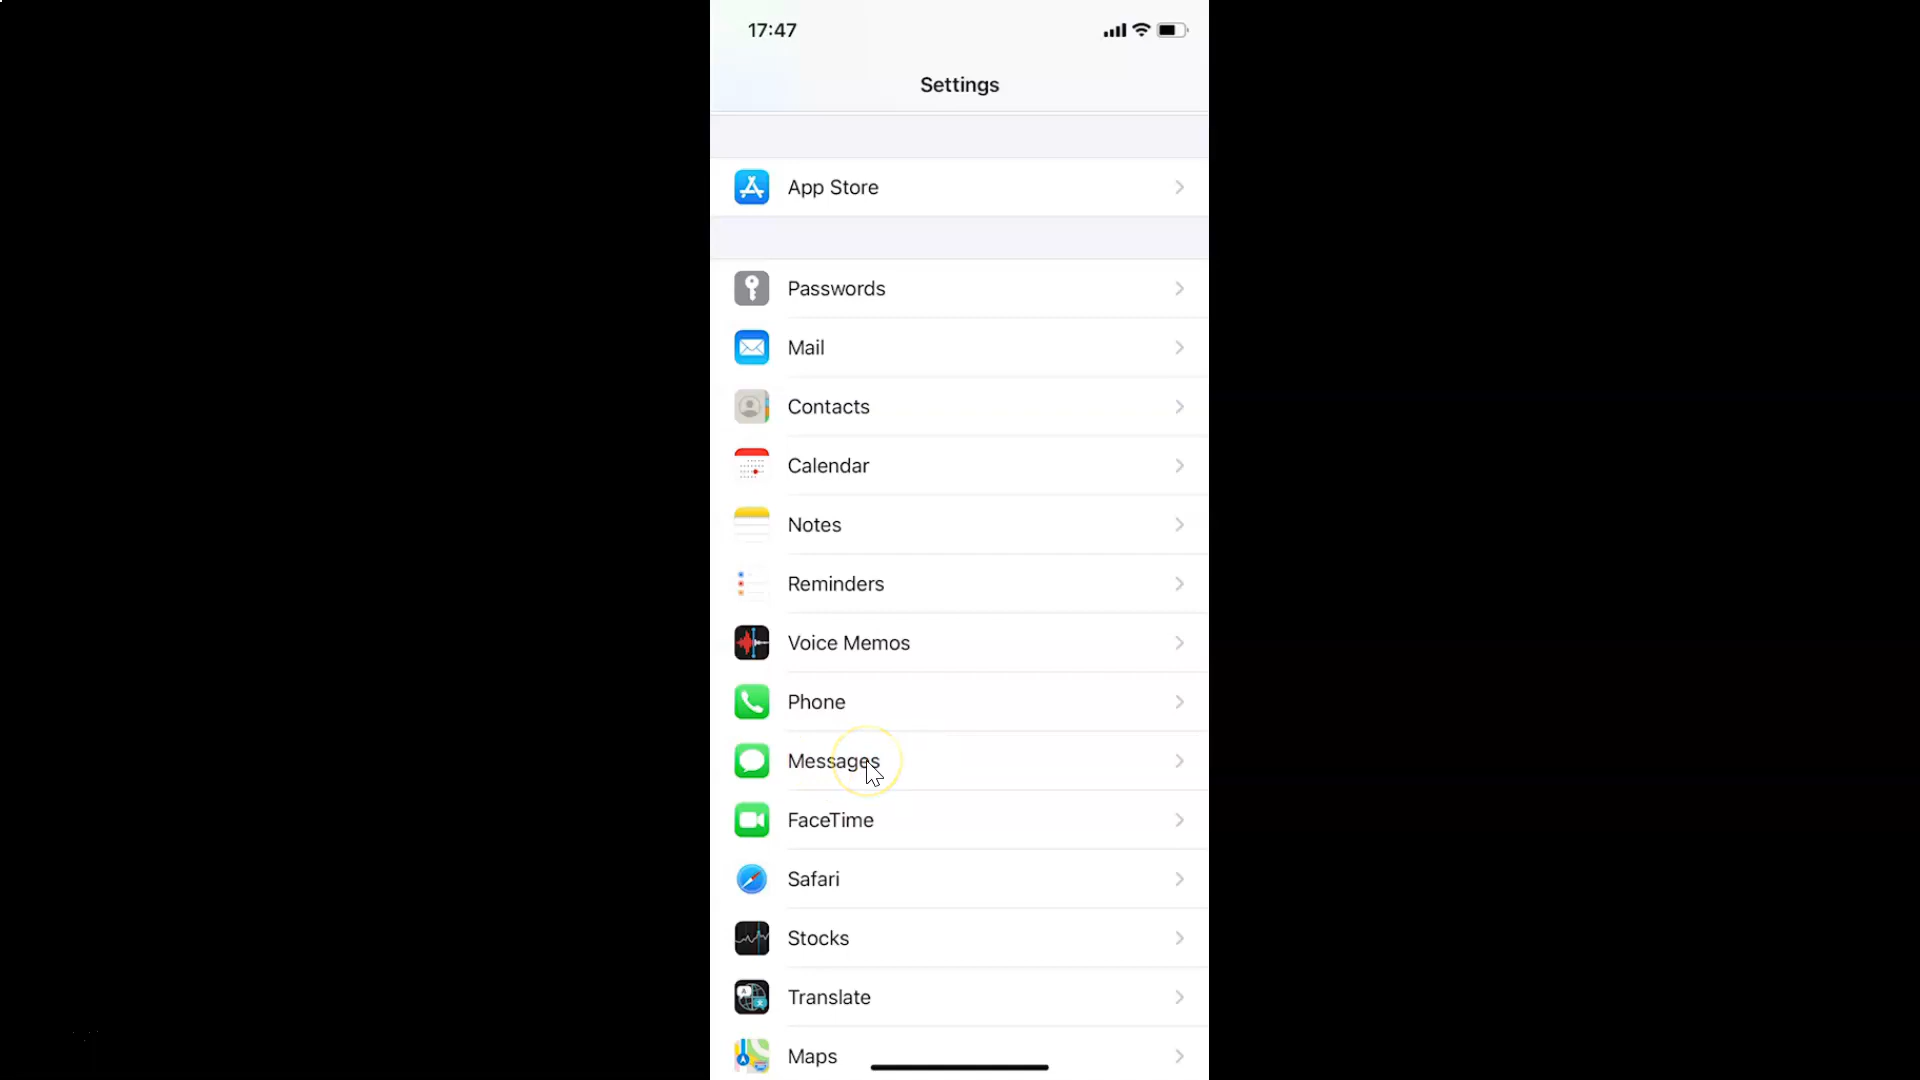 17:47
Settings
App Store
Passwords
Mail
Contacts
Calendar
Notes
Reminders
Voice Memos
Phone
Messages
FaceTime
Safari
Stocks
Translate
Maps